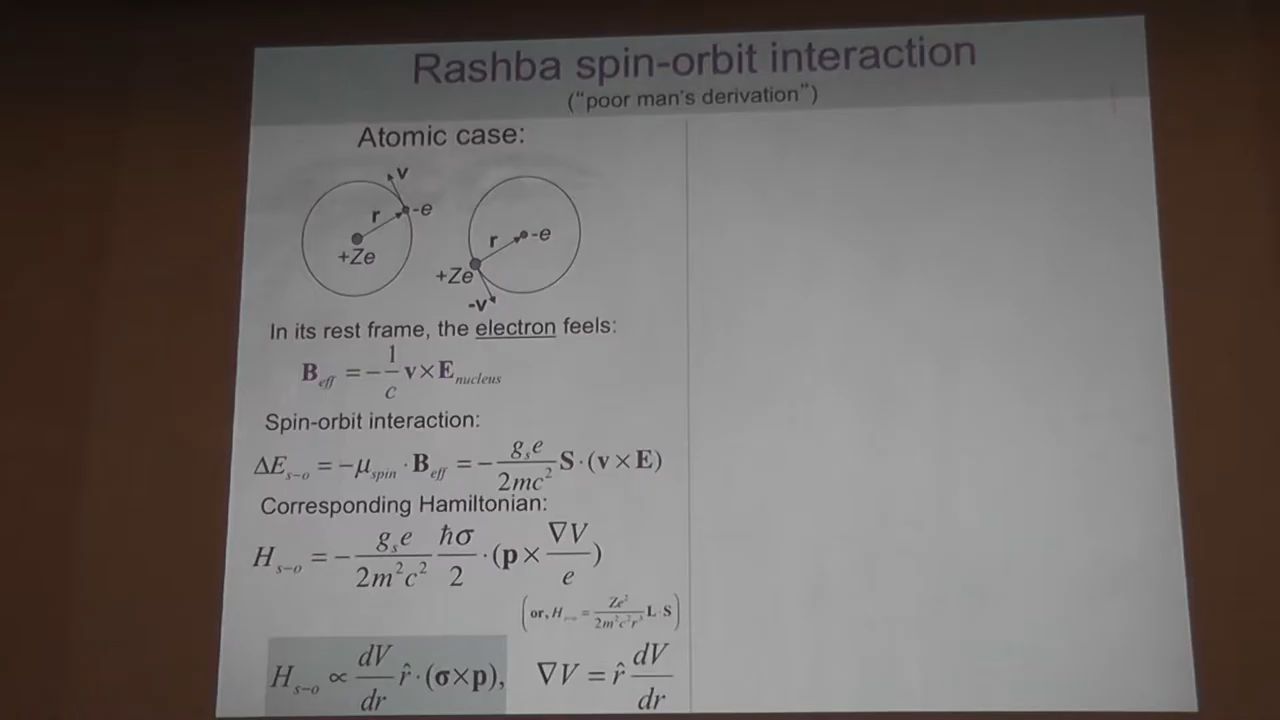 Rashba spin-orbit interaction
("poor man's derivation")
Atomic case:
v
r
-e
+Ze
r
-e
+Ze
-v
In its rest frame, the electron feels:
B_eff = -1/c v×E_nucleus
Spin-orbit interaction:
ΔE_s-o = -μ_spin · B_eff = - g_s e / 2mc² S·(v×E)
Corresponding Hamiltonian:
H_s-o = - g_s e / 2m²c² ħσ / 2 · (p× ∇V / e)
(or, H_s-o = Ze² / 2m²c²r³ L·S)
H_s-o ∝ dV/dr r̂·(σ×p), ∇V = r̂ dV/dr